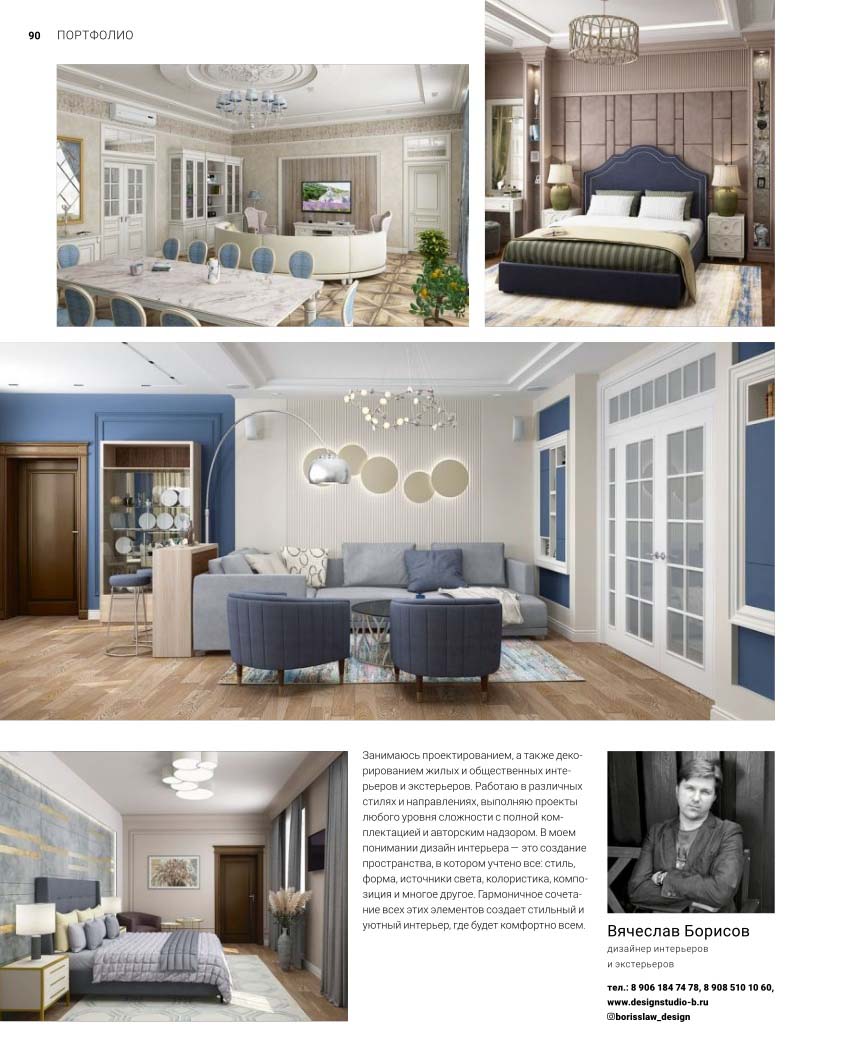 90 ПОРТФОЛИО
Занимаюсь проектированием, а также деко-
рированием жилых и общественных инте-
рьеров и экстерьеров. Работаю в различных
стилях и направлениях, выполняю проекты
любого уровня сложности с полной ком-
плектацией и авторским надзором. В моем
понимании дизайн интерьера — это создание
пространства, в котором учтено все: стиль,
форма, источники света, колористика, компо-
зиция и многое другое. Гармоничное сочета-
ние всех этих элементов создает стильный и
уютный интерьер, где будет комфортно всем.
Вячеслав Борисов
дизайнер интерьеров
и экстерьеров
тел.: 8 906 184 74 78, 8 908 510 10 60,
www.designstudio-b.ru
borisslaw_design